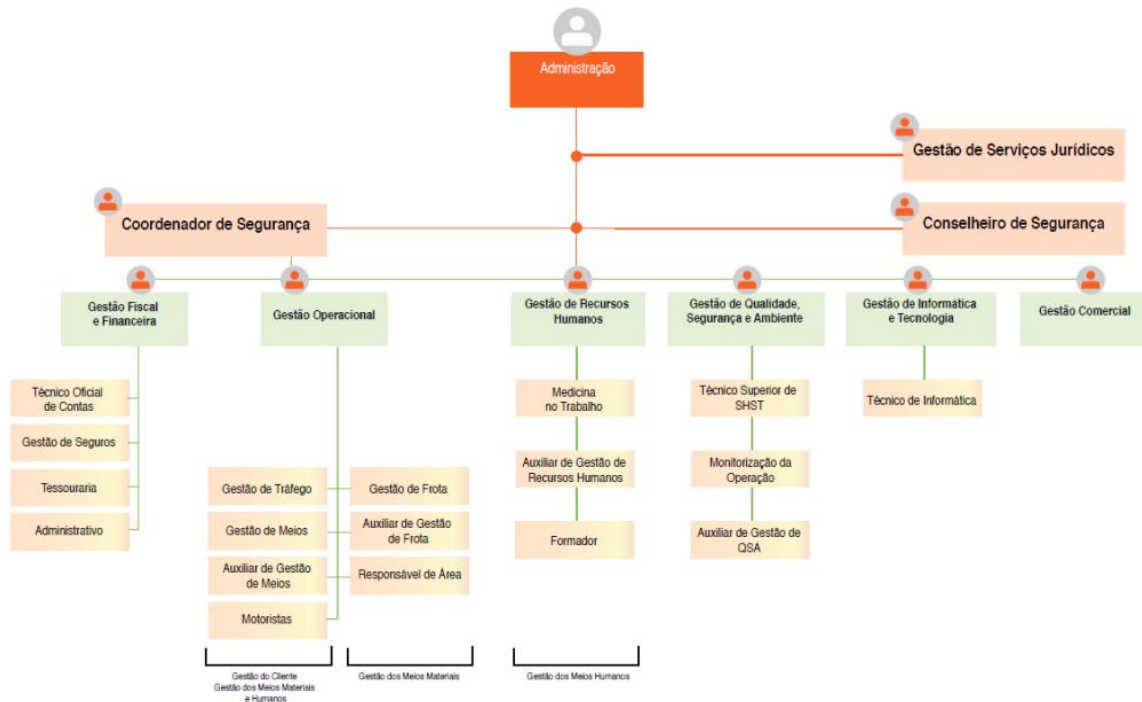 Administração
Gestão de Serviços Jurídicos
Coordenador de Segurança
Conselheiro de Segurança
Gestão Fiscal
e Financeira
Gestão Operacional
Gestão de Recursos
Humanos
Gestão de Qualidade,
Segurança e Ambiente
Gestão de Informática
e Tecnologia
Gestão Comercial
Técnico Oficial
de Contas
Gestão de Seguros
Tessouraria
Administrativo
Gestão de Tráfego
Gestão de Meios
Auxiliar de Gestão
de Meios
Motoristas
Gestão de Frota
Auxiliar de Gestão
de Frota
Responsável de Área
Medicina
no Trabalho
Auxiliar de Gestão de
Recursos Humanos
Formador
Técnico Superior de
SHST
Monitorização da
Operação
Auxiliar de Gestão de
QSA
Técnico de Informática
Gestão do Cliente
Gestão dos Meios Materiais
e Humanos
Gestão dos Meios Materiais
Gestão dos Meios Humanos